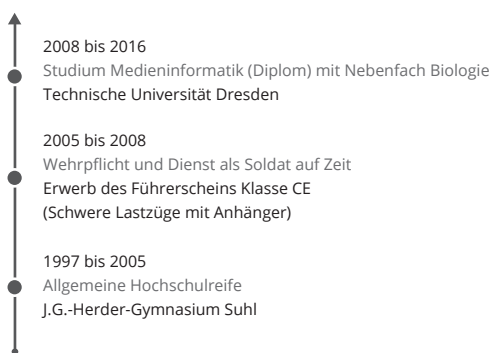 2008 bis 2016
Studium Medieninformatik (Diplom) mit Nebenfach Biologie
Technische Universität Dresden
2005 bis 2008
Wehrpflicht und Dienst als Soldat auf Zeit
Erwerb des Führerscheins Klasse CE
(Schwere Lastzüge mit Anhänger)
1997 bis 2005
Allgemeine Hochschulreife
J.G.-Herder-Gymnasium Suhl